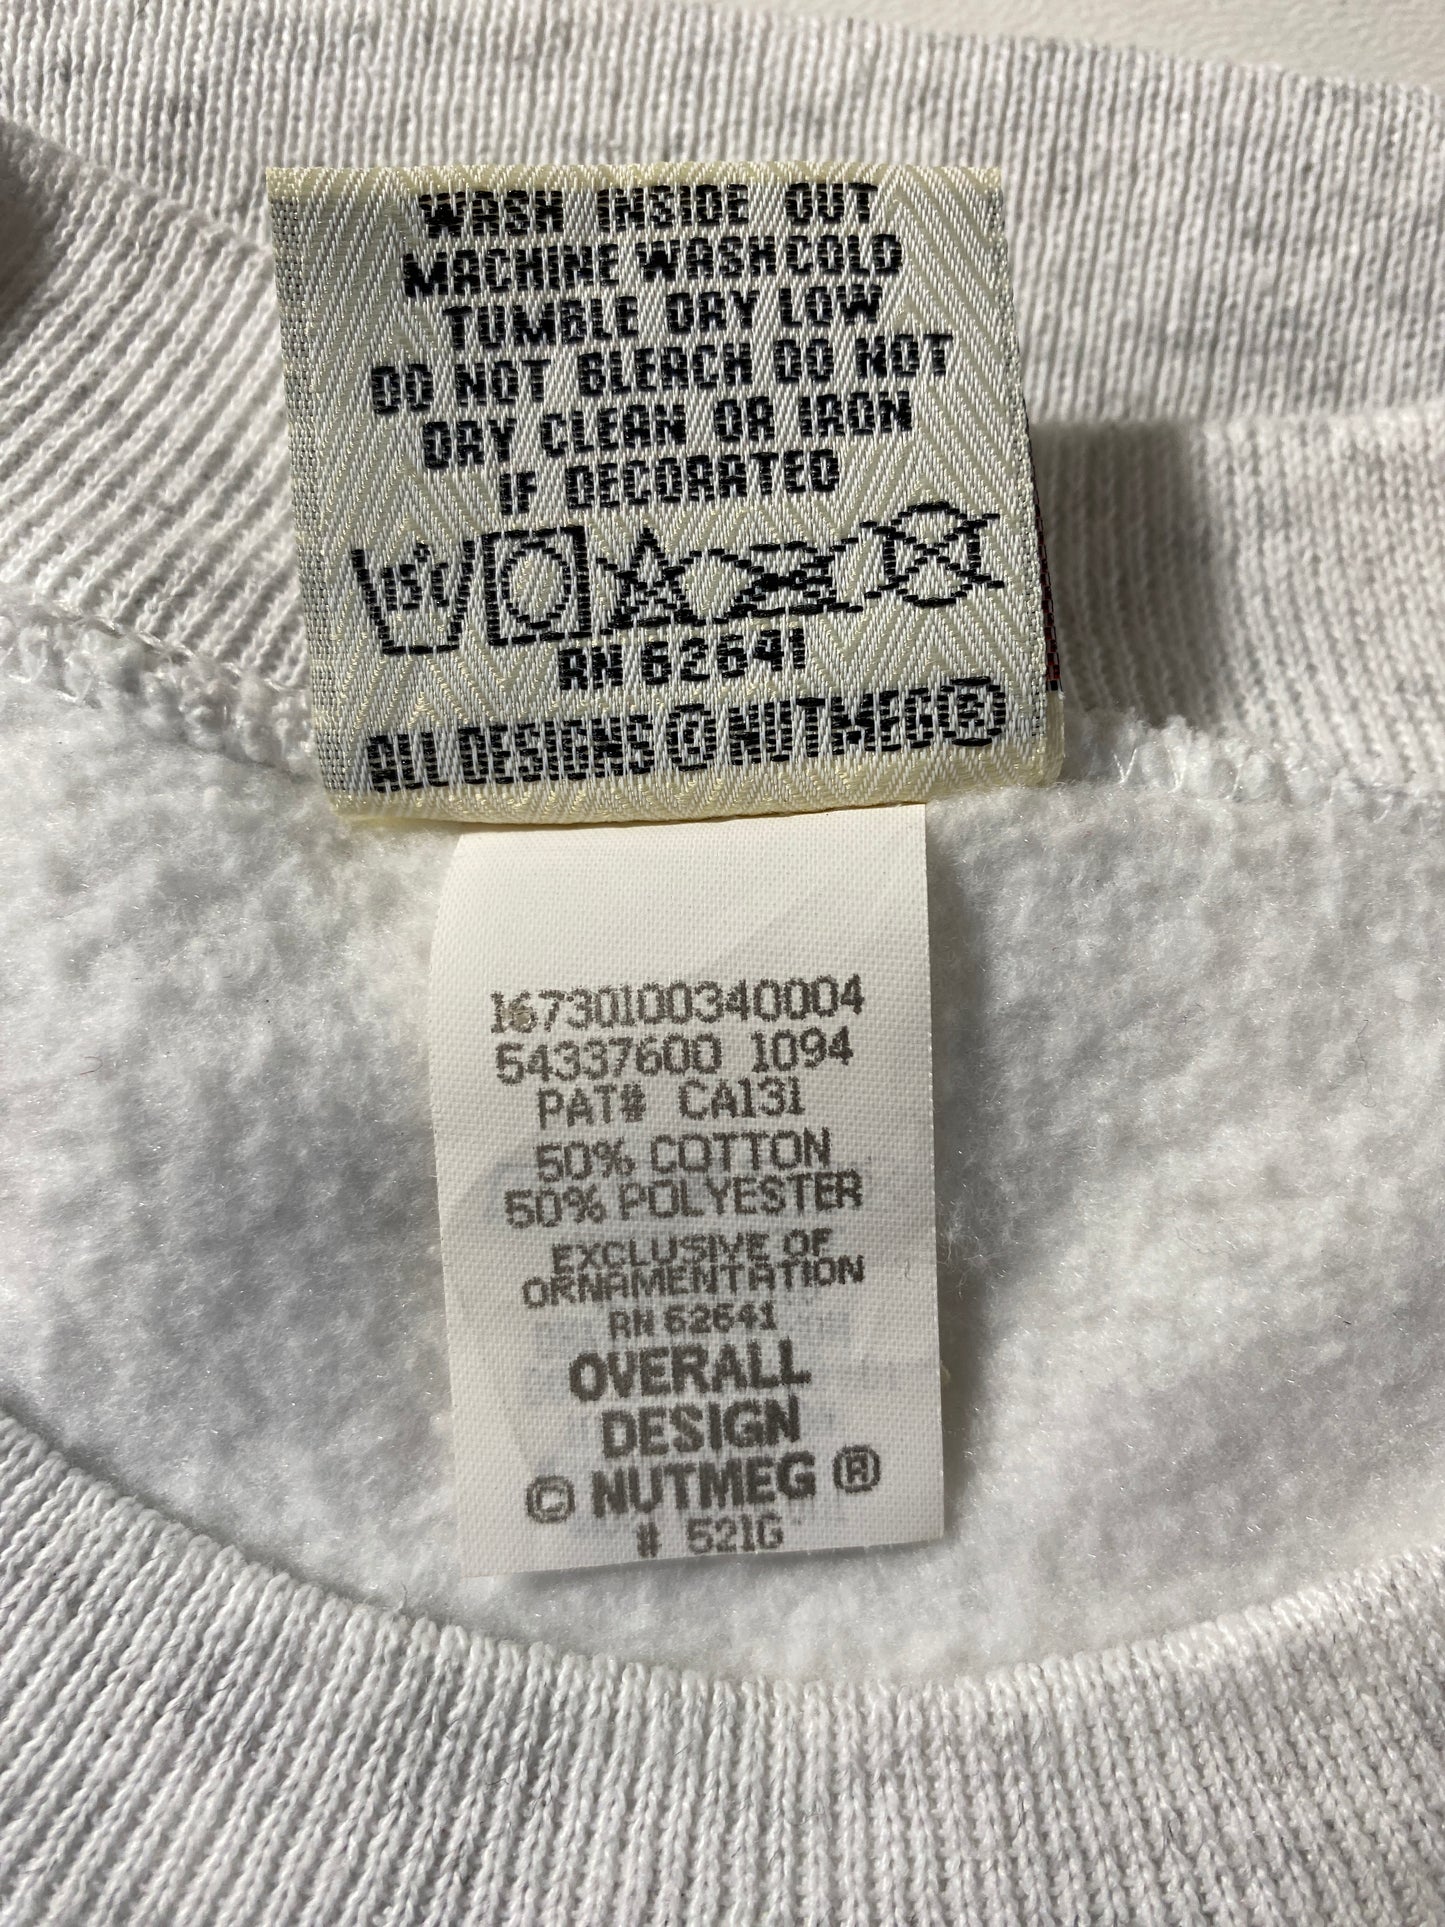 WASH INSIDE OUT
MACHINE WASH COLD
TUMBLE DRY LOW
DO NOT BLEACH DO NOT
DRY CLEAN OR IRON
IF DECORATED
15°C
RN 62641
ALL DESIGNS © NUTMEG®
16730100340004
54337600 1094
PAT# CA131
50% COTTON
50% POLYESTER
EXCLUSIVE OF
ORNAMENTATION
RN 62641
OVERALL
DESIGN
© NUTMEG ®
# 521G